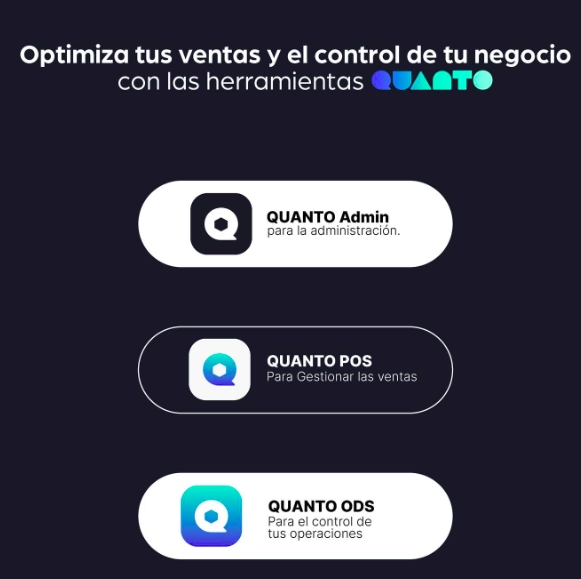 Optimiza tus ventas y el control de tu negocio
con las herramientas QUANTO
QUANTO Admin
para la administración.
QUANTO POS
Para Gestionar las ventas
QUANTO ODS
Para el control de
tus operaciones